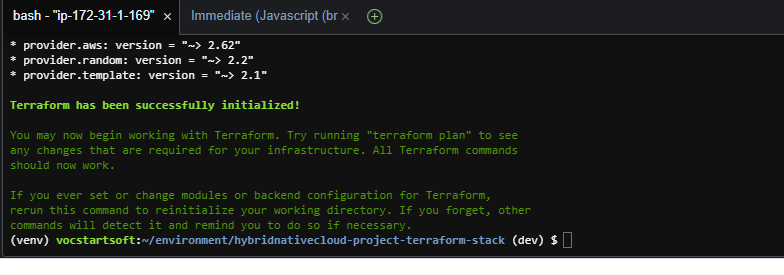 bash - "ip-172-31-1-169" × Immediate (Javascript (br ×
* provider.aws: version = "~> 2.62"
* provider.random: version = "~> 2.2"
* provider.template: version = "~> 2.1"
Terraform has been successfully initialized!
You may now begin working with Terraform. Try running "terraform plan" to see
any changes that are required for your infrastructure. All Terraform commands
should now work.
If you ever set or change modules or backend configuration for Terraform,
rerun this command to reinitialize your working directory. If you forget, other
commands will detect it and remind you to do so if necessary.
(venv) vocstartsoft:~/environment/hybridnativecloud-project-terraform-stack (dev) $